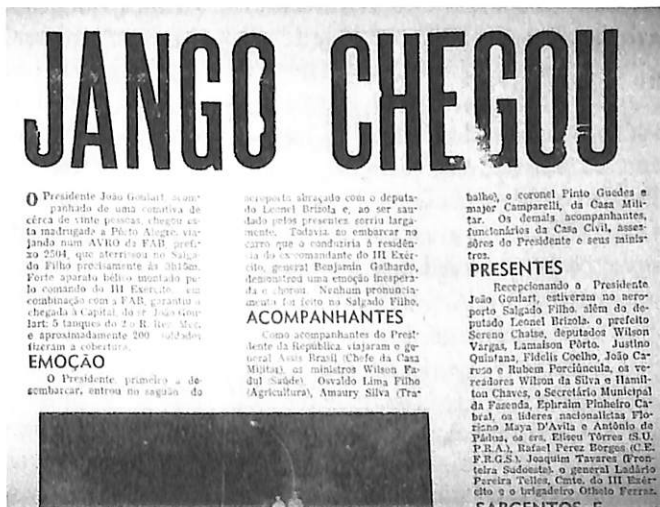 JANGO CHEGOU
O Presidente João Goulart, acom-
panhado de uma comitiva de
cêrca de vinte pessoas, chegou es-
ta madrugada a Pôrto Alegre, via-
jando num AVRO da FAB, prefi-
xo 2504, que aterrissou no Salga-
do Filho precisamente às 3h15m.
Forte aparato bélico montado pe-
lo comando do III Exército, em
combinação com a FAB, garantiu a
chegada à Capital, do sr. João Gou-
lart: 5 tanques do 2.o R. Rec. Mec.
e aproximadamente 200 soldados
fizeram a cobertura.
EMOÇÃO
O Presidente, primeiro a de-
sembarcar, entrou no saguão do
aeroporto abraçado com o deputa-
do Leonel Brizola e, ao ser sau-
dado pelos presentes sorriu larga-
mente. Todavia, ao embarcar no
carro que o conduziria à residên-
cia do ex-comandante do III Exér-
cito, general Benjamin Galhardo,
demonstrou uma emoção inespera-
da e chorou. Nenhum pronuncia-
mento foi feito no Salgado Filho.
ACOMPANHANTES
Como acompanhantes do Presi-
dente da República, viajaram o ge-
neral Assis Brasil (Chefe da Casa
Militar), os ministros Wilson Fa-
dul (Saúde), Osvaldo Lima Filho
(Agricultura), Amaury Silva (Tra-
balho), o coronel Pinto Guedes e
major Camparelli, da Casa Mili-
tar. Os demais acompanhantes,
funcionários da Casa Civil, asses-
sôres do Presidente e seus minis-
tros.
PRESENTES
Recepcionando o Presidente
João Goulart, estiveram no aero-
porto Salgado Filho, além do de-
putado Leonel Brizola, o prefeito
Sereno Chaise, deputados Wilson
Vargas, Lamaison Pôrto, Justino
Quintana, Fidelis Coelho, João Ca-
ruso e Rubem Porciúncula, os ve-
readores Wilson da Silva e Hamil-
ton Chaves, o Secretário Municipal
da Fazenda, Ephraim Pinheiro Ca-
bral, os líderes nacionalistas Flo-
riano Maya D'Avila e Antônio de
Pádua, os srs. Eliseu Tôrres (S.U.
P.R.A.), Rafael Perez Borges (C.E.
F.R.G.S.), Joaquim Tavares (Fron-
teira Sudoeste), o general Ladário
Pereira Telles, Cmte. do III Exér-
cito e o brigadeiro Othelo Ferraz.
SARGENTOS E